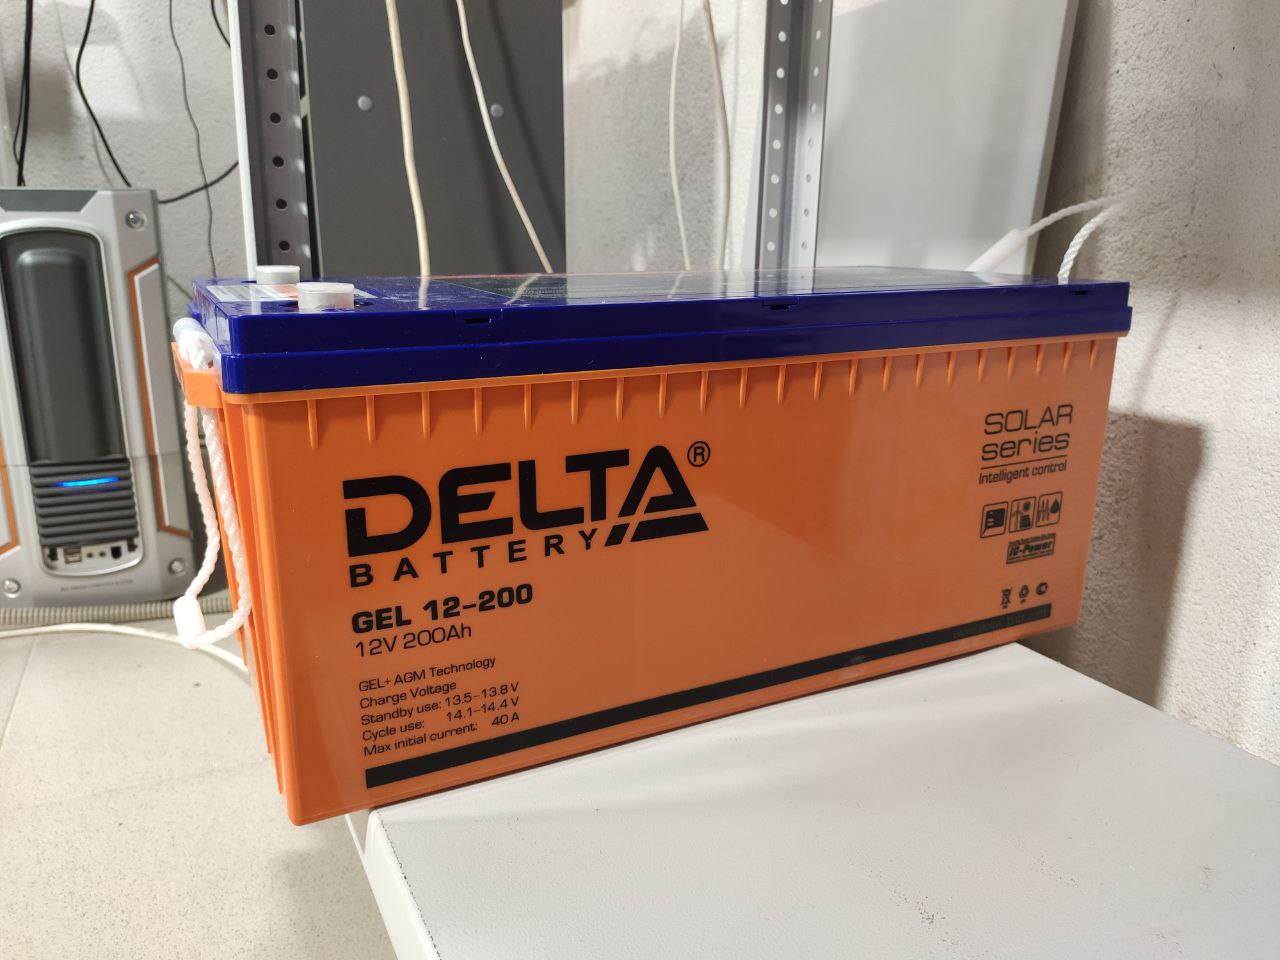 DELTA®
BATTERY
GEL 12-200
12V 200Ah
GEL+ AGM Technology
Charge Voltage
Standby use: 13.5-13.8 V
Cycle use: 14.1-14.4 V
Max initial current: 40 A
SOLAR
series
Intelligent control